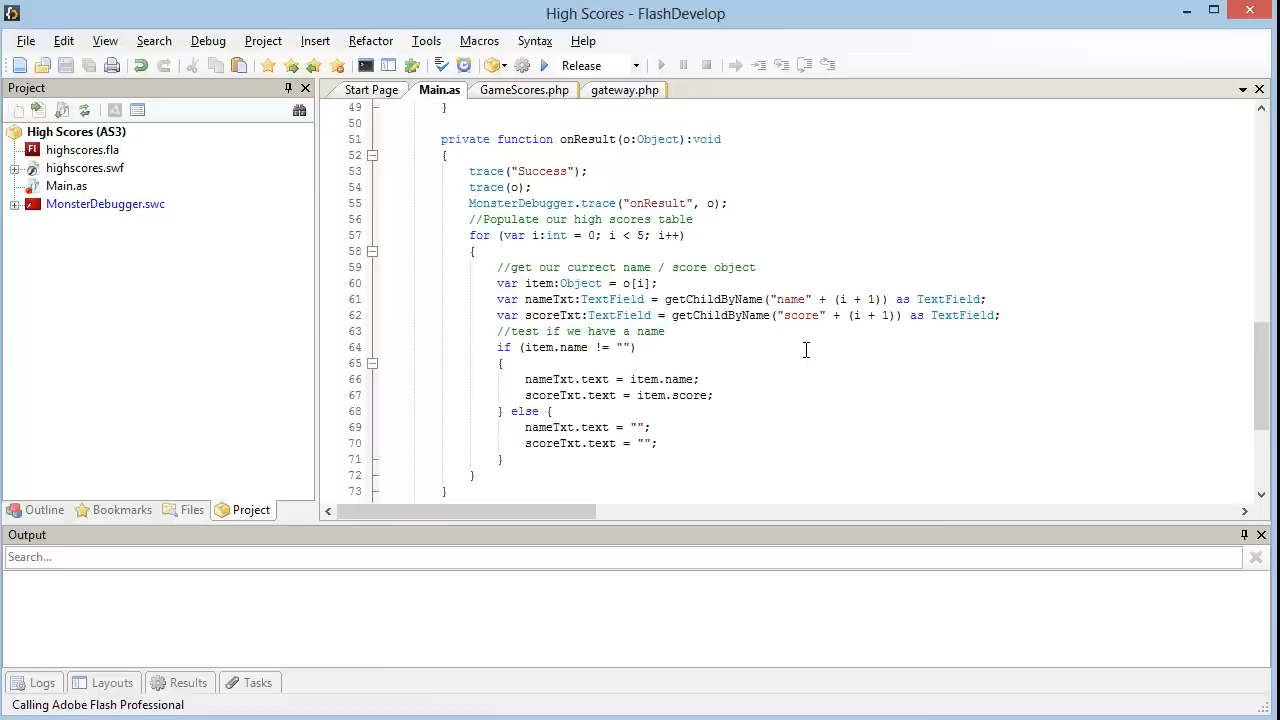 High Scores - FlashDevelop
File Edit View Search Debug Project Insert Refactor Tools Macros Syntax Help
Release
Project
High Scores (AS3)
highscores.fla
highscores.swf
Main.as
MonsterDebugger.swc
Outline Bookmarks Files Project
Start Page Main.as GameScores.php gateway.php
49 }
50
51 private function onResult(o:Object):void
52 {
53 trace("Success");
54 trace(o);
55 MonsterDebugger.trace("onResult", o);
56 //Populate our high scores table
57 for (var i:int = 0; i < 5; i++)
58 {
59 //get our currect name / score object
60 var item:Object = o[i];
61 var nameTxt:TextField = getChildByName("name" + (i + 1)) as TextField;
62 var scoreTxt:TextField = getChildByName("score" + (i + 1)) as TextField;
63 //test if we have a name
64 if (item.name != "")
65 {
66 nameTxt.text = item.name;
67 scoreTxt.text = item.score;
68 } else {
69 nameTxt.text = "";
70 scoreTxt.text = "";
71 }
72 }
73 }
Output
Search...
Logs Layouts Results Tasks
Calling Adobe Flash Professional